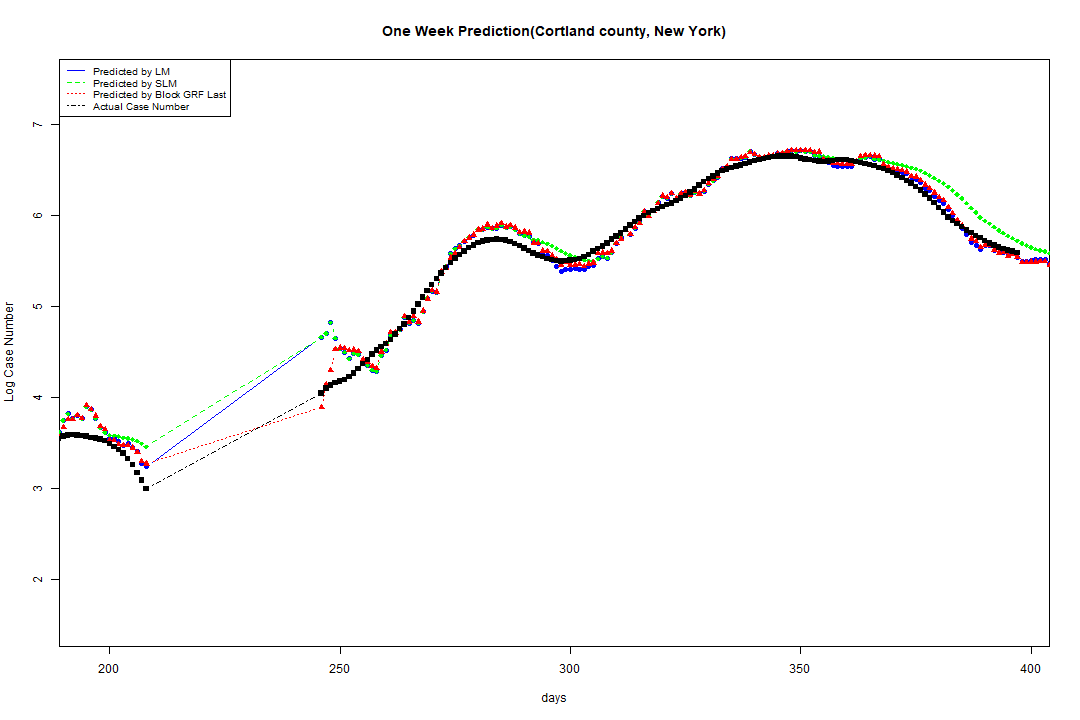 One Week Prediction(Cortland county, New York)
Predicted by LM
Predicted by SLM
Predicted by Block GRF Last
Actual Case Number
7
6
5
4
3
2
Log Case Number
200 250 300 350 400
days